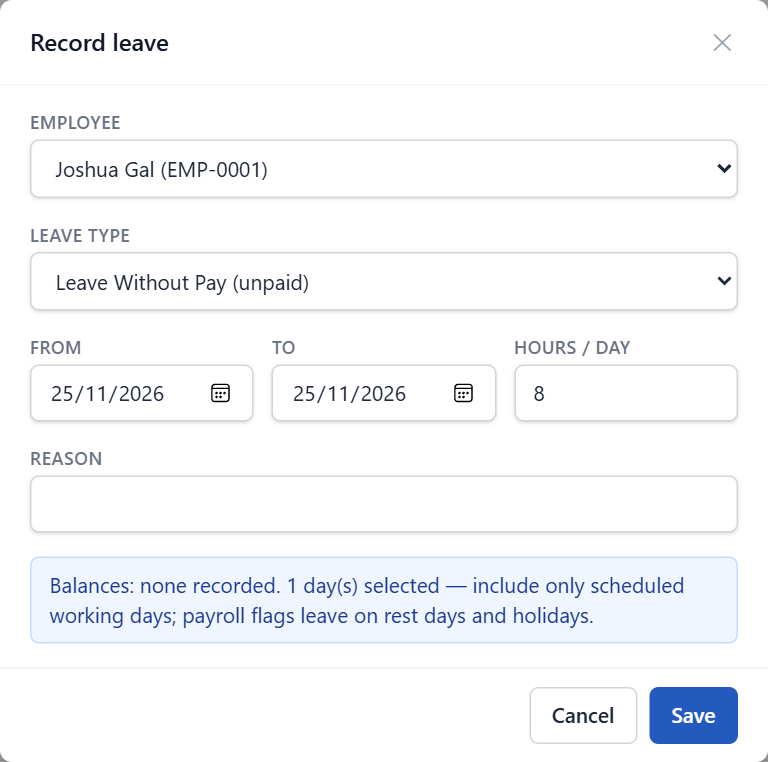 Record leave
EMPLOYEE
Joshua Gal (EMP-0001)
LEAVE TYPE
Leave Without Pay (unpaid)
FROM TO HOURS / DAY
25/11/2026 25/11/2026 8
REASON
Balances: none recorded. 1 day(s) selected — include only scheduled
working days; payroll flags leave on rest days and holidays.
Cancel Save